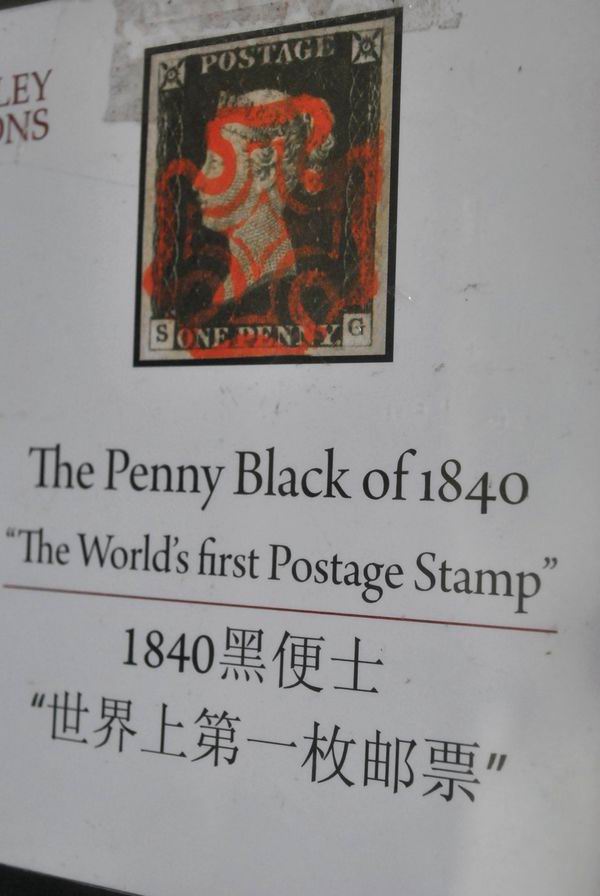 LEY
ONS
POSTAGE
S ONE PENNY. G
The Penny Black of 1840
“The World's first Postage Stamp”
1840黑便士
“世界上第一枚邮票”